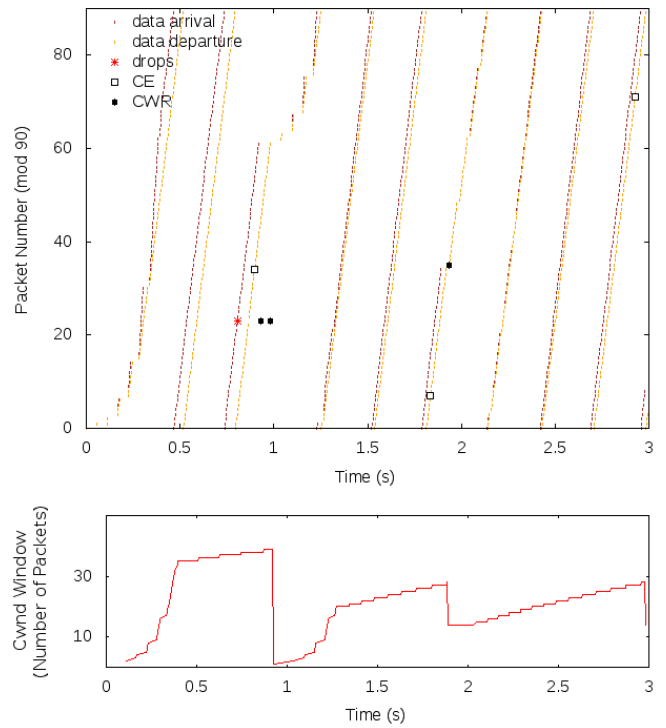 data arrival
data departure
drops
CE
CWR
Packet Number (mod 90)
80
60
40
20
0
0 0.5 1 1.5 2 2.5 3
Time (s)
Cwnd Window
(Number of Packets)
30
10
0 0.5 1 1.5 2 2.5 3
Time (s)